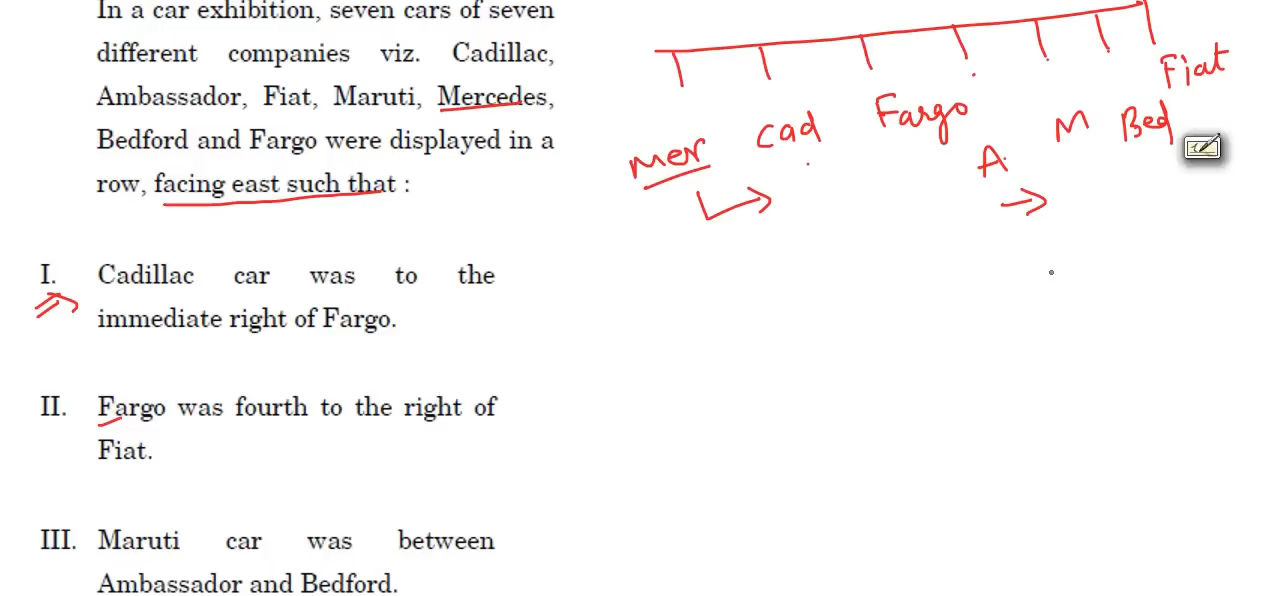 In a car exhibition, seven cars of seven
different companies viz. Cadillac,
Ambassador, Fiat, Maruti, Mercedes,
Bedford and Fargo were displayed in a
row, facing east such that :
I. Cadillac car was to the
immediate right of Fargo.
II. Fargo was fourth to the right of
Fiat.
III. Maruti car was between
Ambassador and Bedford.
Mer Cad Fargo A M Bed Fiat